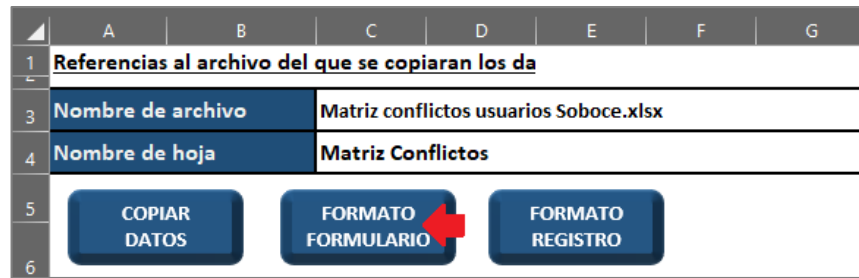 A B C D E F G
1 Referencias al archivo del que se copiaran los da
2
3 Nombre de archivo Matriz conflictos usuarios Soboce.xlsx
4 Nombre de hoja Matriz Conflictos
5 COPIAR FORMATO FORMATO
DATOS FORMULARIO REGISTRO
6